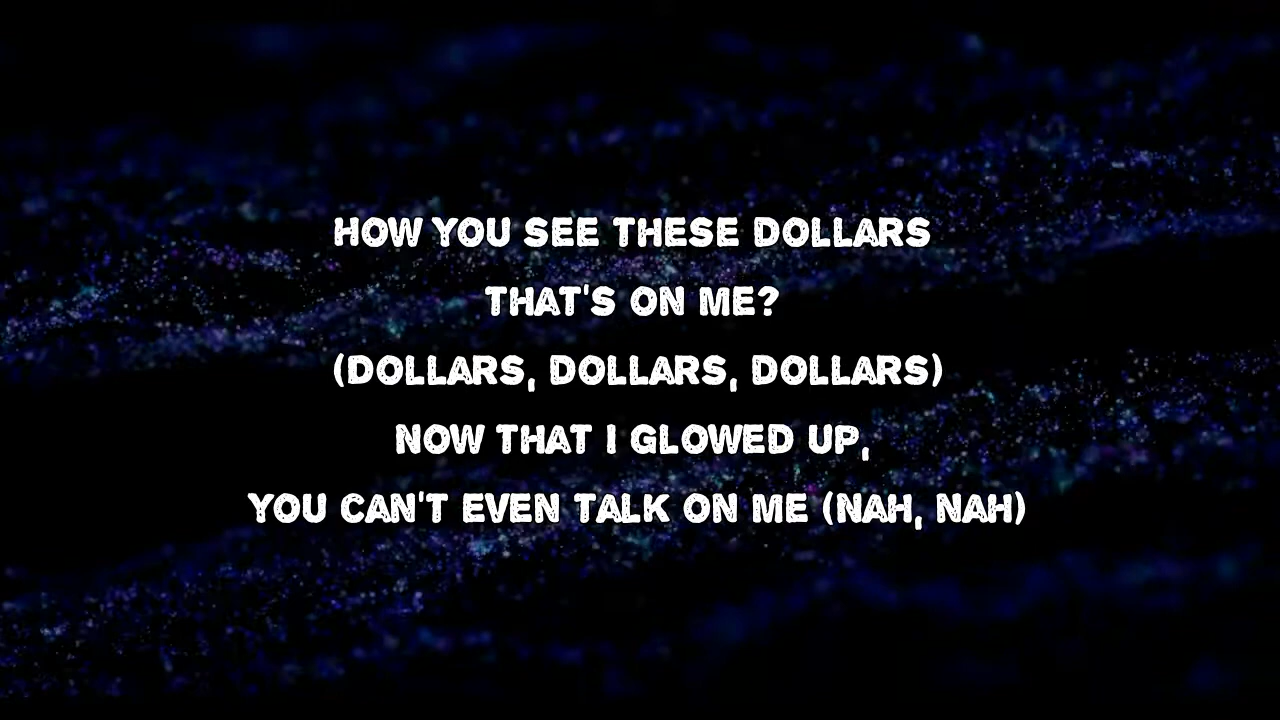 HOW YOU SEE THESE DOLLARS
THAT'S ON ME?
(DOLLARS, DOLLARS, DOLLARS)
NOW THAT I GLOWED UP,
YOU CAN'T EVEN TALK ON ME (NAH, NAH)